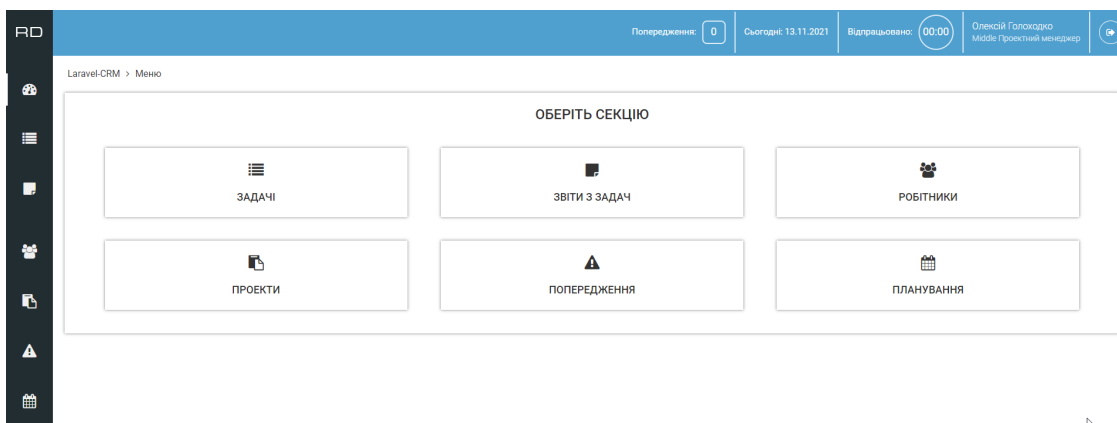 RD
Попередження: 0
Сьогодні: 13.11.2021
Відпрацьовано: 00:00
Олексій Голоходко
Middle Проектний менеджер
Laravel-CRM > Меню
ОБЕРІТЬ СЕКЦІЮ
ЗАДАЧІ
ЗВІТИ З ЗАДАЧ
РОБІТНИКИ
ПРОЕКТИ
ПОПЕРЕДЖЕННЯ
ПЛАНУВАННЯ